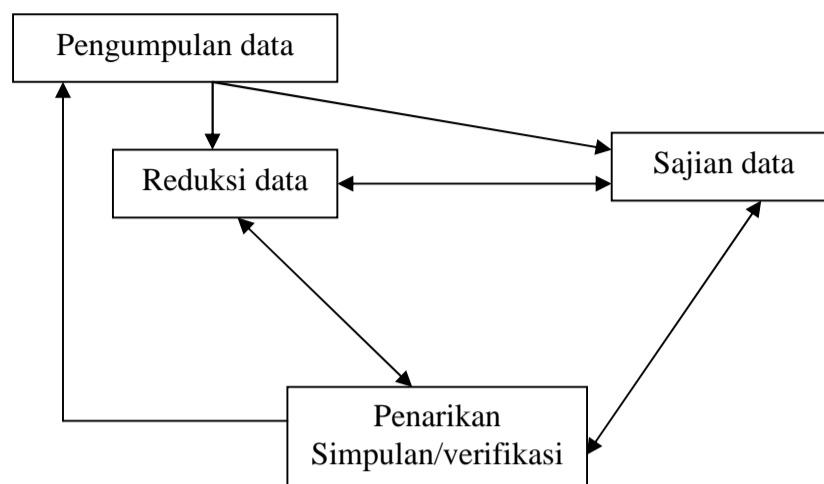 Pengumpulan data
Reduksi data
Sajian data
Penarikan
Simpulan/verifikasi